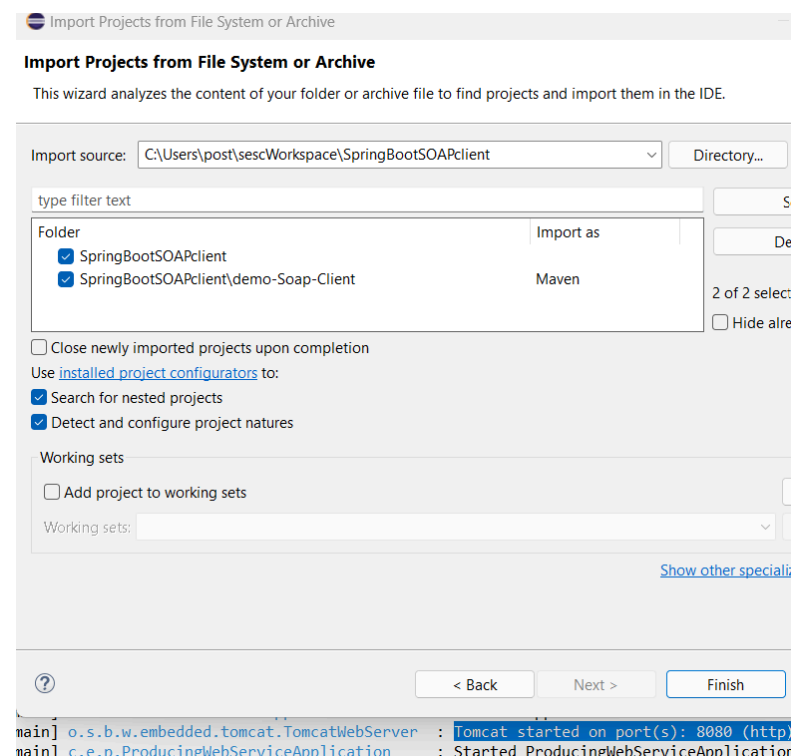 Import Projects from File System or Archive
Import Projects from File System or Archive
This wizard analyzes the content of your folder or archive file to find projects and import them in the IDE.
Import source: C:\Users\post\sescWorkspace\SpringBootSOAPclient Directory...
type filter text
Folder Import as
SpringBootSOAPclient
SpringBootSOAPclient\demo-Soap-Client Maven
2 of 2 select
Hide alre
Close newly imported projects upon completion
Use installed project configurators to:
Search for nested projects
Detect and configure project natures
Working sets
Add project to working sets
Working sets:
Show other speciali
? < Back Next > Finish
main] o.s.b.w.embedded.tomcat.TomcatWebServer : Tomcat started on port(s): 8080 (http)
main] c.e.p.ProducingWebServiceApplication : Started ProducingWebServiceApplication